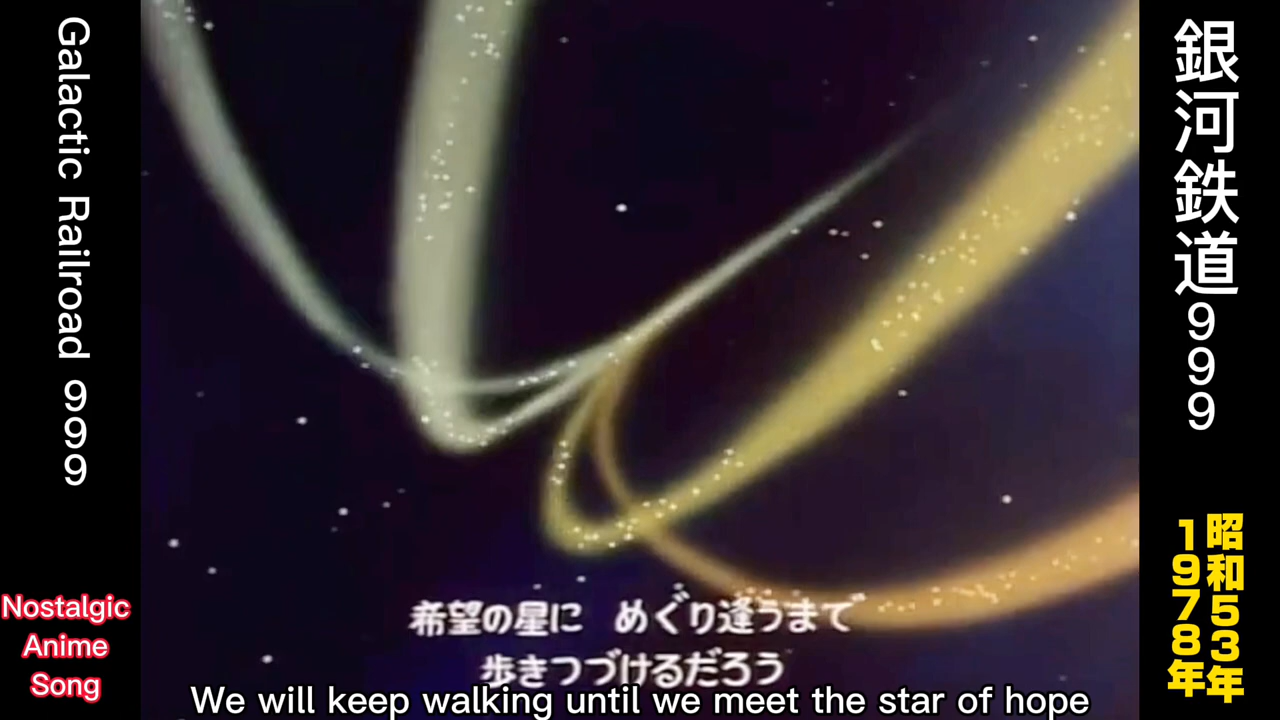 Galactic Railroad 999
Nostalgic
Anime
Song
希望の星に　めぐり逢うまで
歩きつづけるだろう
We will keep walking until we meet the star of hope
銀河鉄道999
昭和53年
1978年